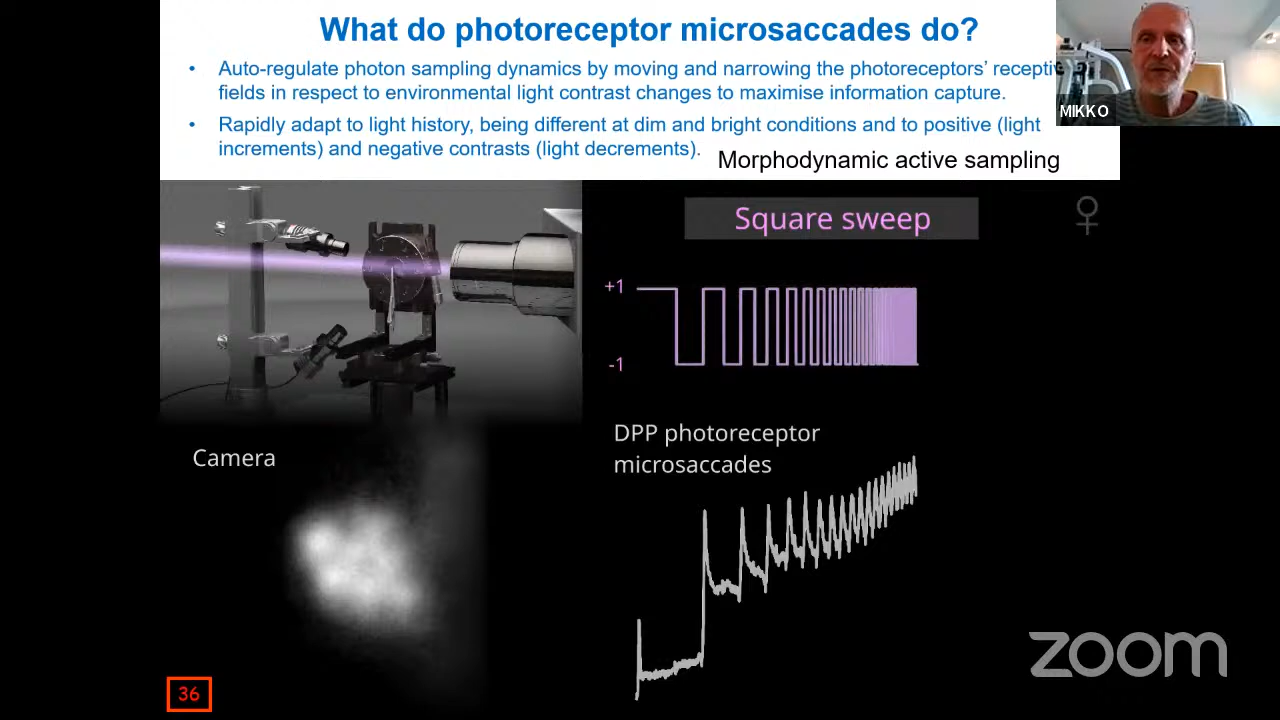 What do photoreceptor microsaccades do?
• Auto-regulate photon sampling dynamics by moving and narrowing the photoreceptors' receptive
fields in respect to environmental light contrast changes to maximise information capture.
• Rapidly adapt to light history, being different at dim and bright conditions and to positive (light
increments) and negative contrasts (light decrements).
Morphodynamic active sampling
MIKKO
Square sweep
♀
+1
-1
Camera
DPP photoreceptor
microsaccades
36
zoom